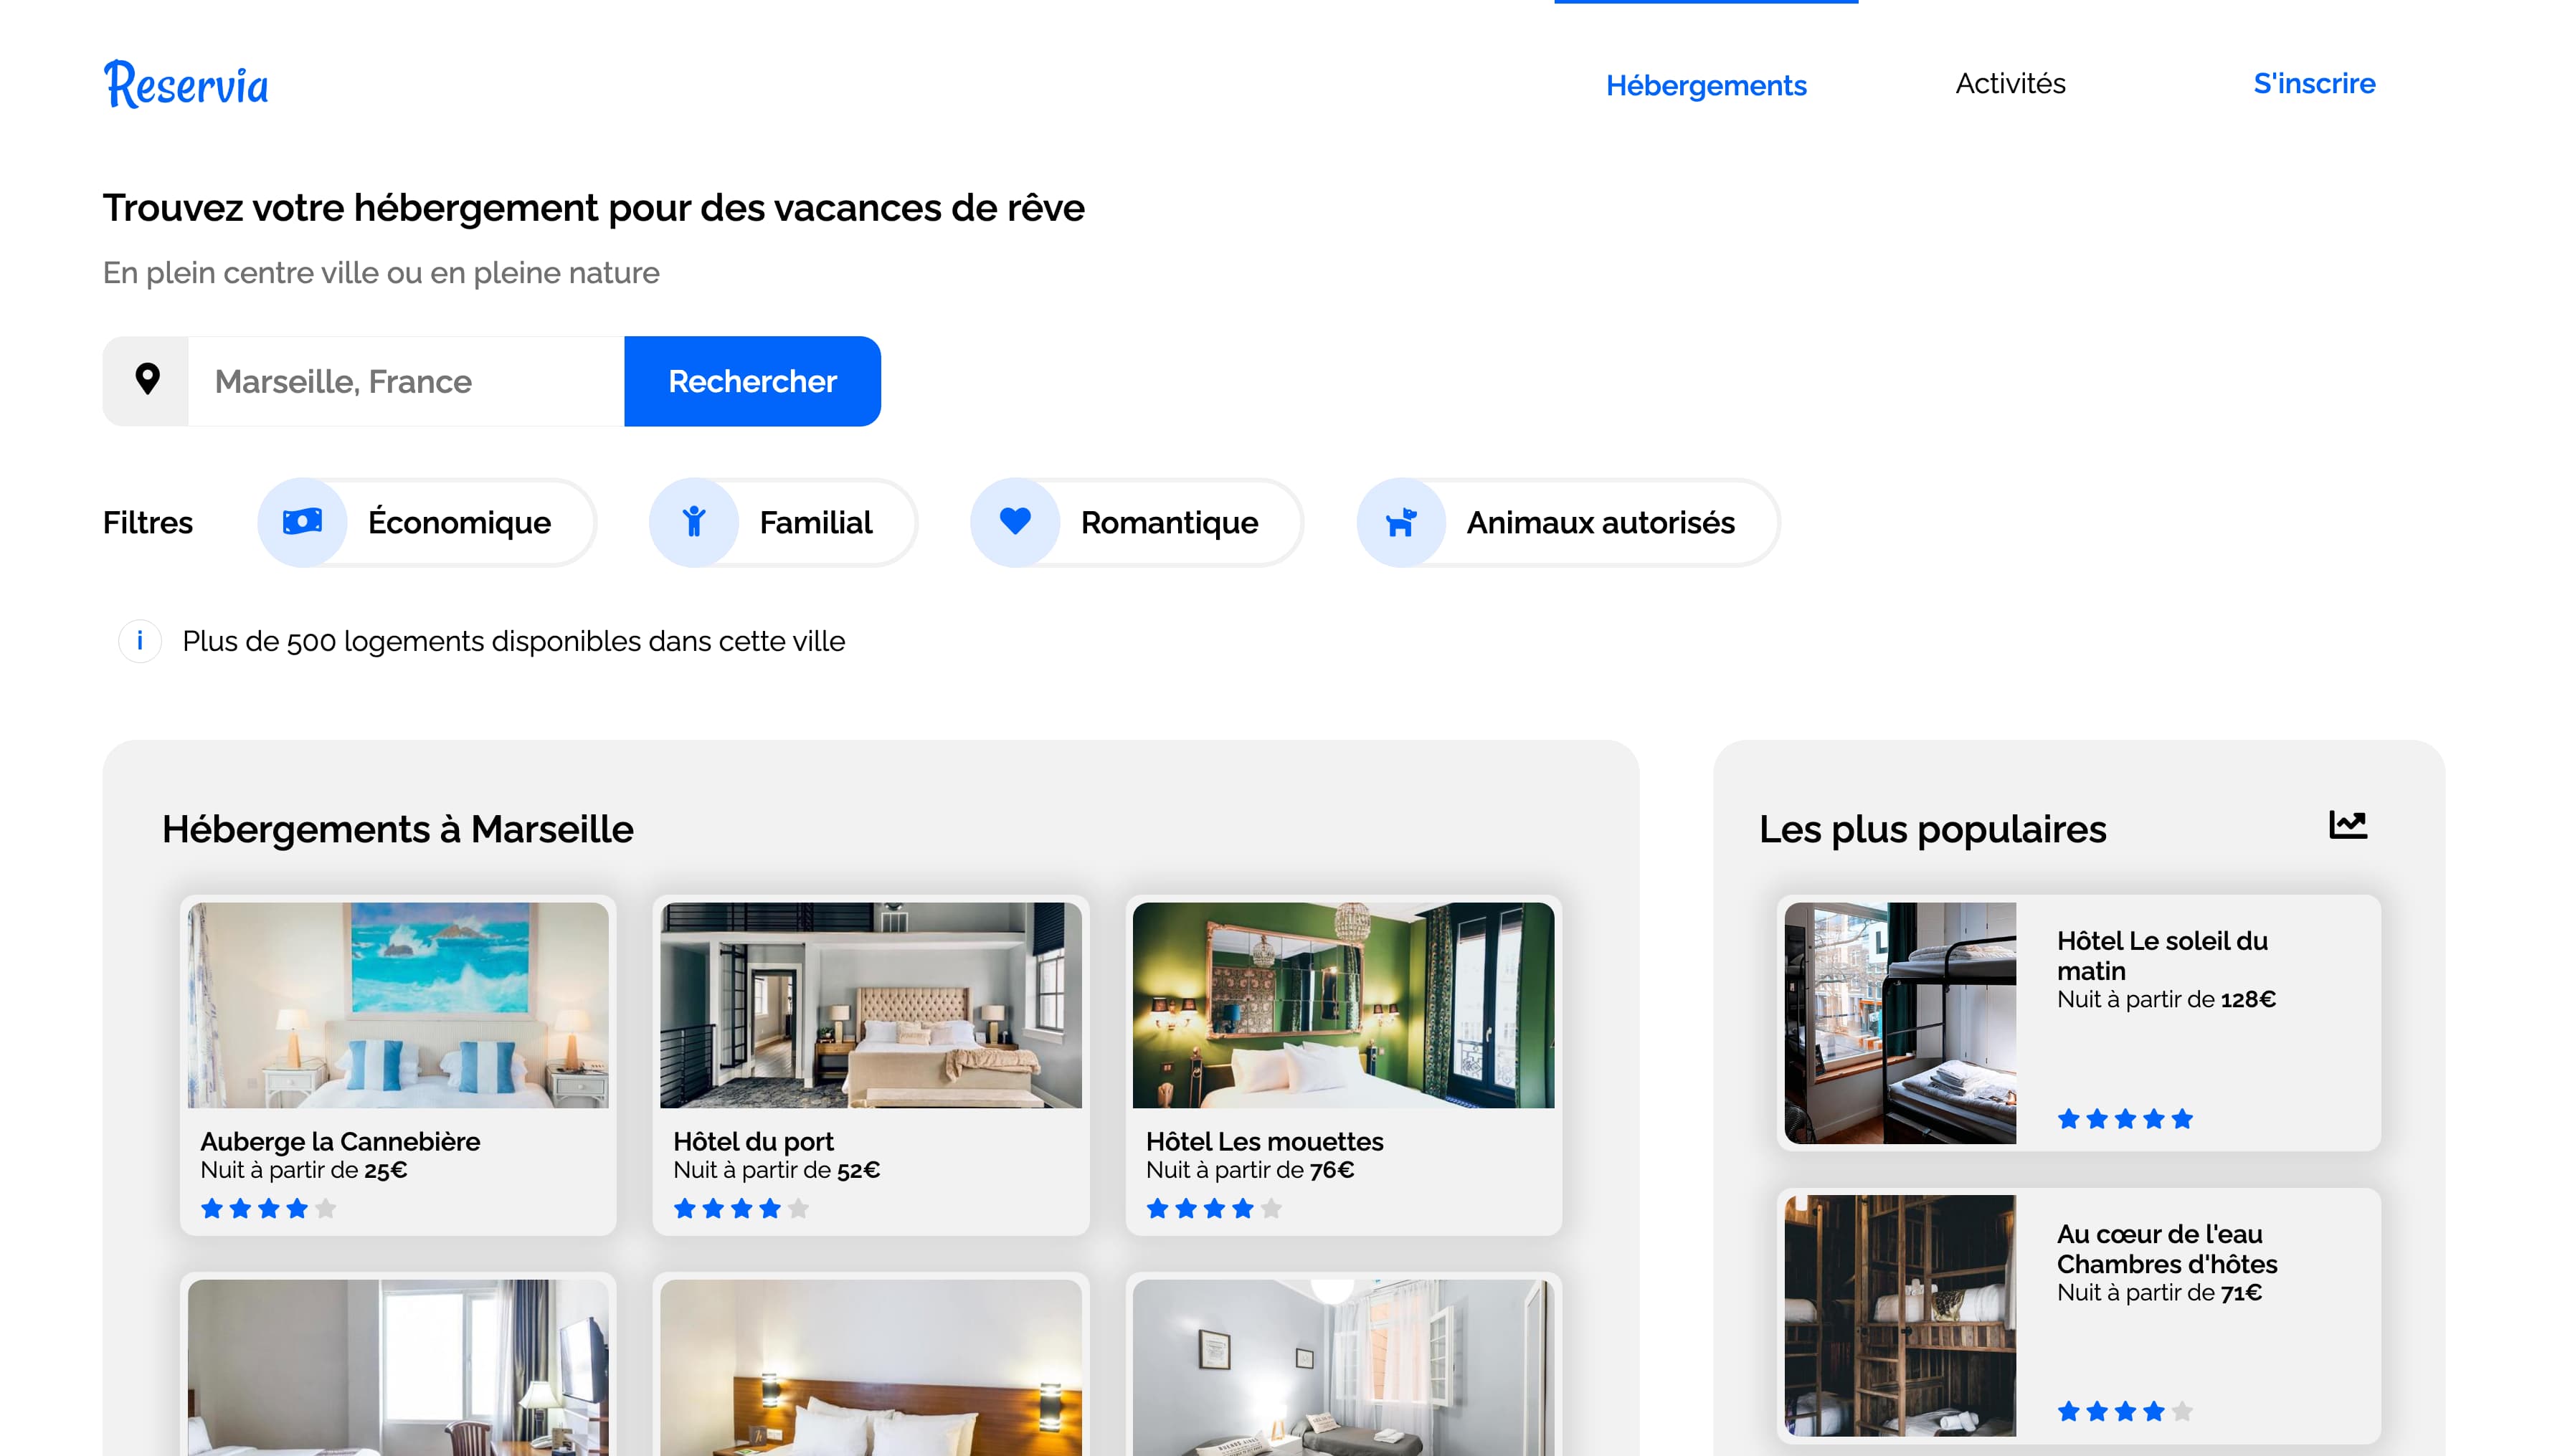 Reservia
Hébergements
Activités
S'inscrire
Trouvez votre hébergement pour des vacances de rêve
En plein centre ville ou en pleine nature
Marseille, France
Rechercher
Filtres
Économique
Familial
Romantique
Animaux autorisés
i
Plus de 500 logements disponibles dans cette ville
Hébergements à Marseille
Auberge la Cannebière
Nuit à partir de 25€
Hôtel du port
Nuit à partir de 52€
Hôtel Les mouettes
Nuit à partir de 76€
Les plus populaires
Hôtel Le soleil du
matin
Nuit à partir de 128€
Au cœur de l'eau
Chambres d'hôtes
Nuit à partir de 71€